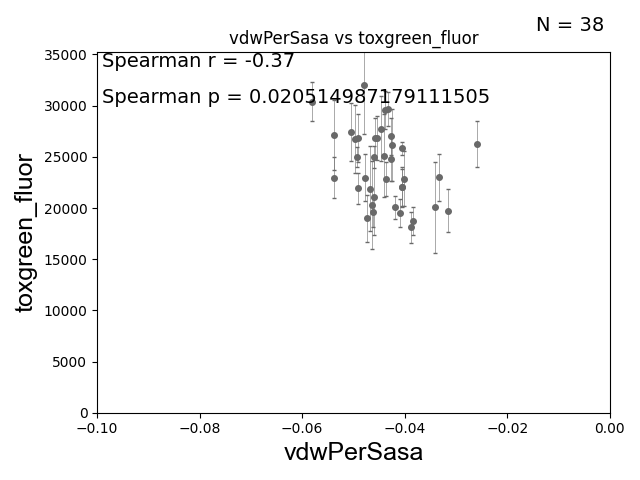 N = 38
vdwPerSasa vs toxgreen_fluor
Spearman r = -0.37
Spearman p = 0.020514987179111505
35000
30000
25000
20000
15000
10000
5000
0
toxgreen_fluor
-0.10
-0.08
-0.06
-0.04
-0.02
0.00
vdwPerSasa